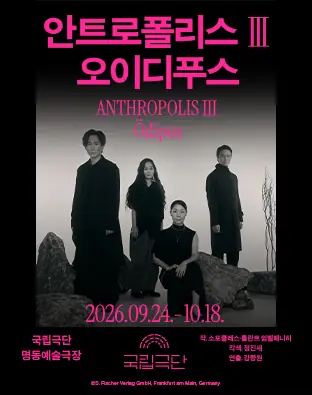 안트로폴리스 Ⅲ
오이디푸스
ANTHROPOLIS III
Ödipus
2026.09.24.-10.18.
국립극단
명동예술극장
국립극단
작. 소포클레스·롤란트 쉼멜페니히
각색. 정진새
연출. 강량원
©S. Fischer Verlag GmbH, Frankfurt am Main, Germany